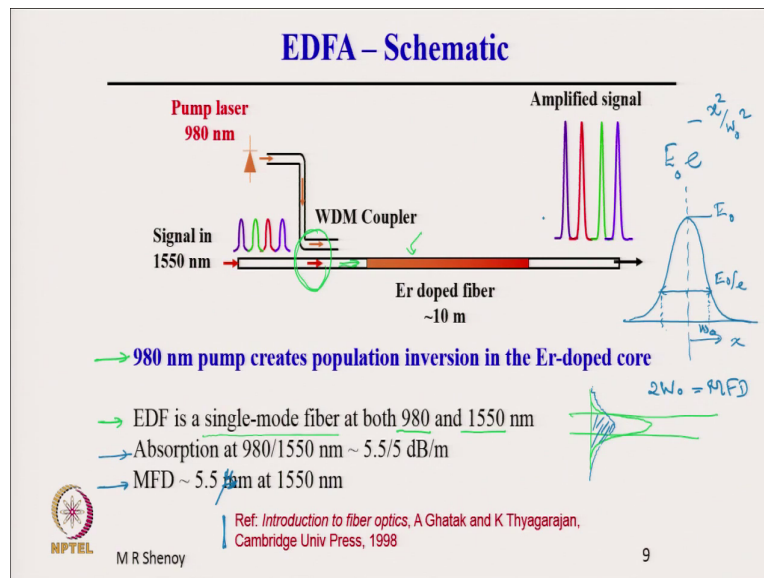 EDFA – Schematic
Pump laser
980 nm
Amplified signal
- x²/w₀²
E₀ e
E₀
WDM Coupler
Signal in
1550 nm
E₀/e
Er doped fiber
~10 m
w₀
x
→ 980 nm pump creates population inversion in the Er-doped core
2W₀ = MFD
→ EDF is a single-mode fiber at both 980 and 1550 nm
→ Absorption at 980/1550 nm ~ 5.5/5 dB/m
→ MFD ~ 5.5 m at 1550 nm
Ref: Introduction to fiber optics, A Ghatak and K Thyagarajan,
Cambridge Univ Press, 1998
NPTEL
M R Shenoy
9